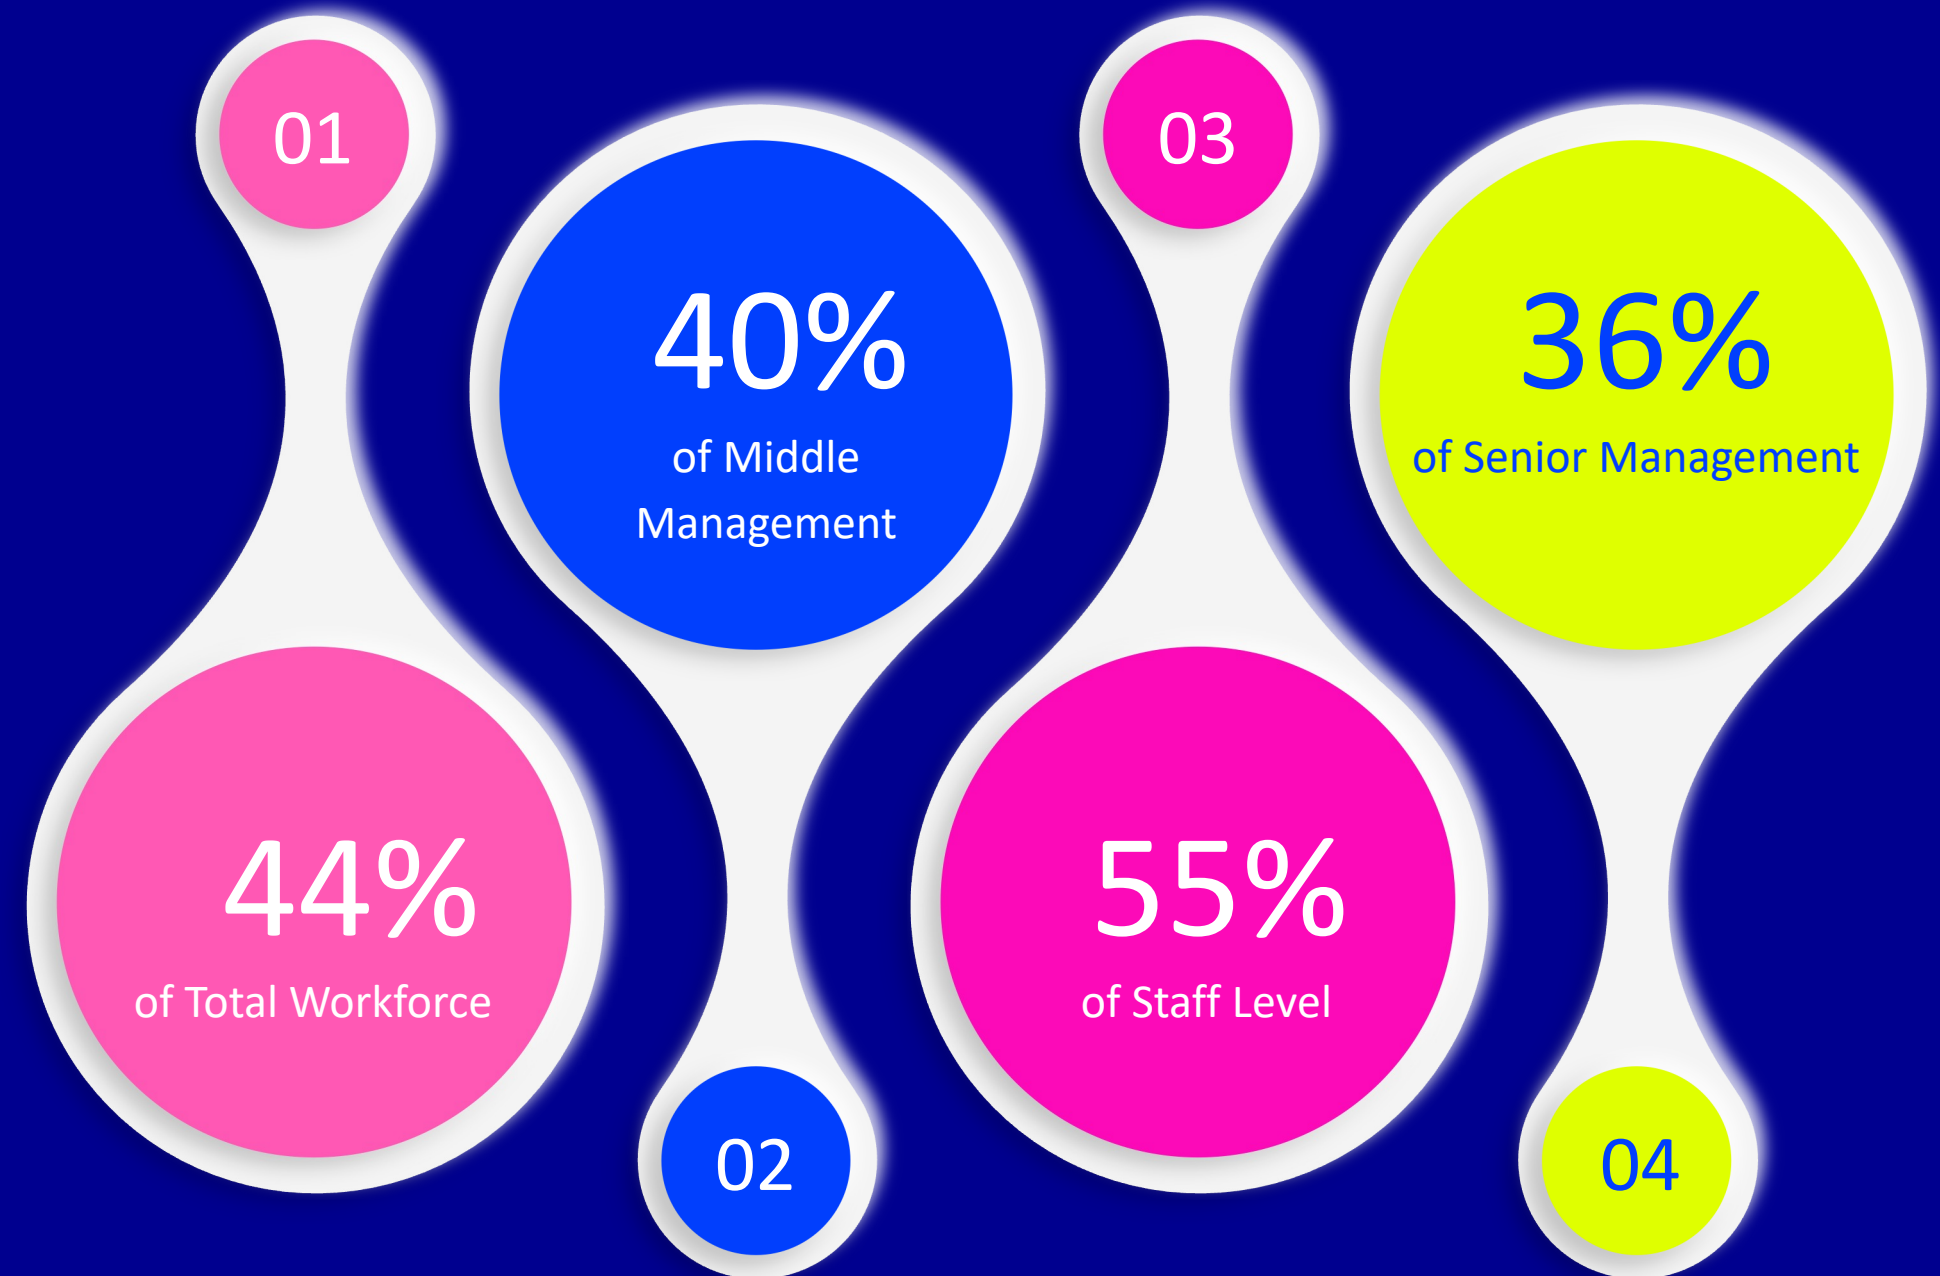 01
44%
of Total Workforce
40%
of Middle
Management
02
03
55%
of Staff Level
36%
of Senior Management
04